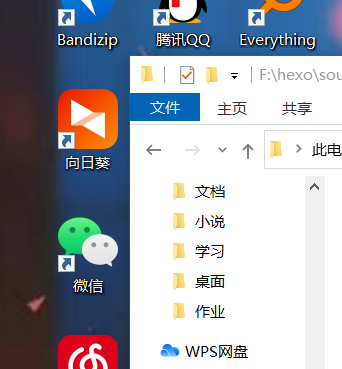 Bandizip
腾讯QQ
Everything
F:\hexo\sou
文件
主页
共享
向日葵
此电
文档
小说
学习
微信
桌面
作业
WPS网盘